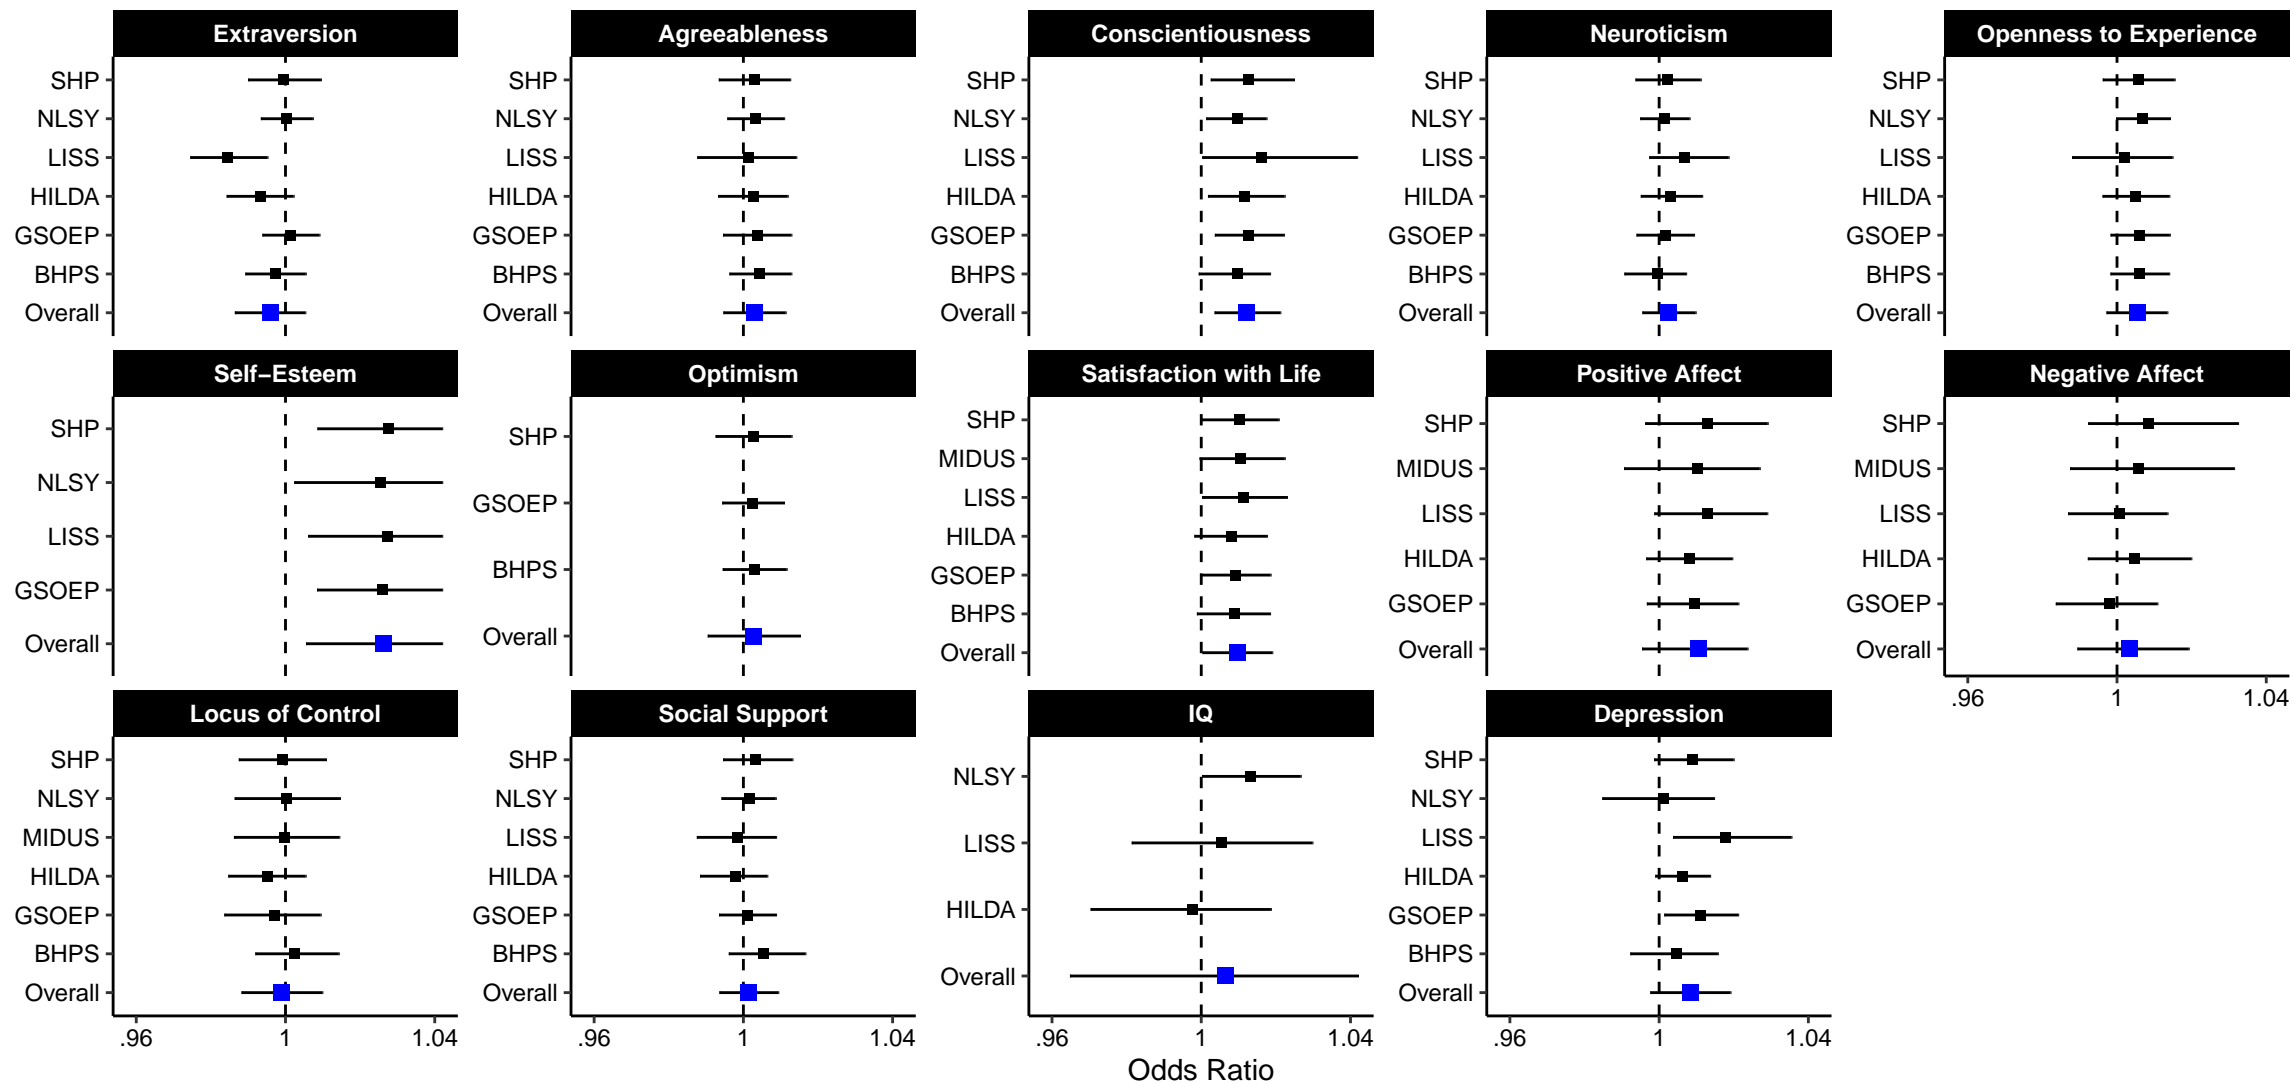 Extraversion
SHP
NLSY
LISS
HILDA
GSOEP
BHPS
Overall
Agreeableness
SHP
NLSY
LISS
HILDA
GSOEP
BHPS
Overall
Conscientiousness
SHP
NLSY
LISS
HILDA
GSOEP
BHPS
Overall
Neuroticism
SHP
NLSY
LISS
HILDA
GSOEP
BHPS
Overall
Openness to Experience
SHP
NLSY
LISS
HILDA
GSOEP
BHPS
Overall
Self−Esteem
SHP
NLSY
LISS
GSOEP
Overall
Optimism
SHP
GSOEP
BHPS
Overall
Satisfaction with Life
SHP
MIDUS
LISS
HILDA
GSOEP
BHPS
Overall
Positive Affect
SHP
MIDUS
LISS
HILDA
GSOEP
Overall
Negative Affect
SHP
MIDUS
LISS
HILDA
GSOEP
Overall
.96 1 1.04
Locus of Control
SHP
NLSY
MIDUS
HILDA
GSOEP
BHPS
Overall
.96 1 1.04
Social Support
SHP
NLSY
LISS
HILDA
GSOEP
BHPS
Overall
.96 1 1.04
IQ
NLSY
LISS
HILDA
Overall
.96 1 1.04
Depression
SHP
NLSY
LISS
HILDA
GSOEP
BHPS
Overall
.96 1 1.04
Odds Ratio